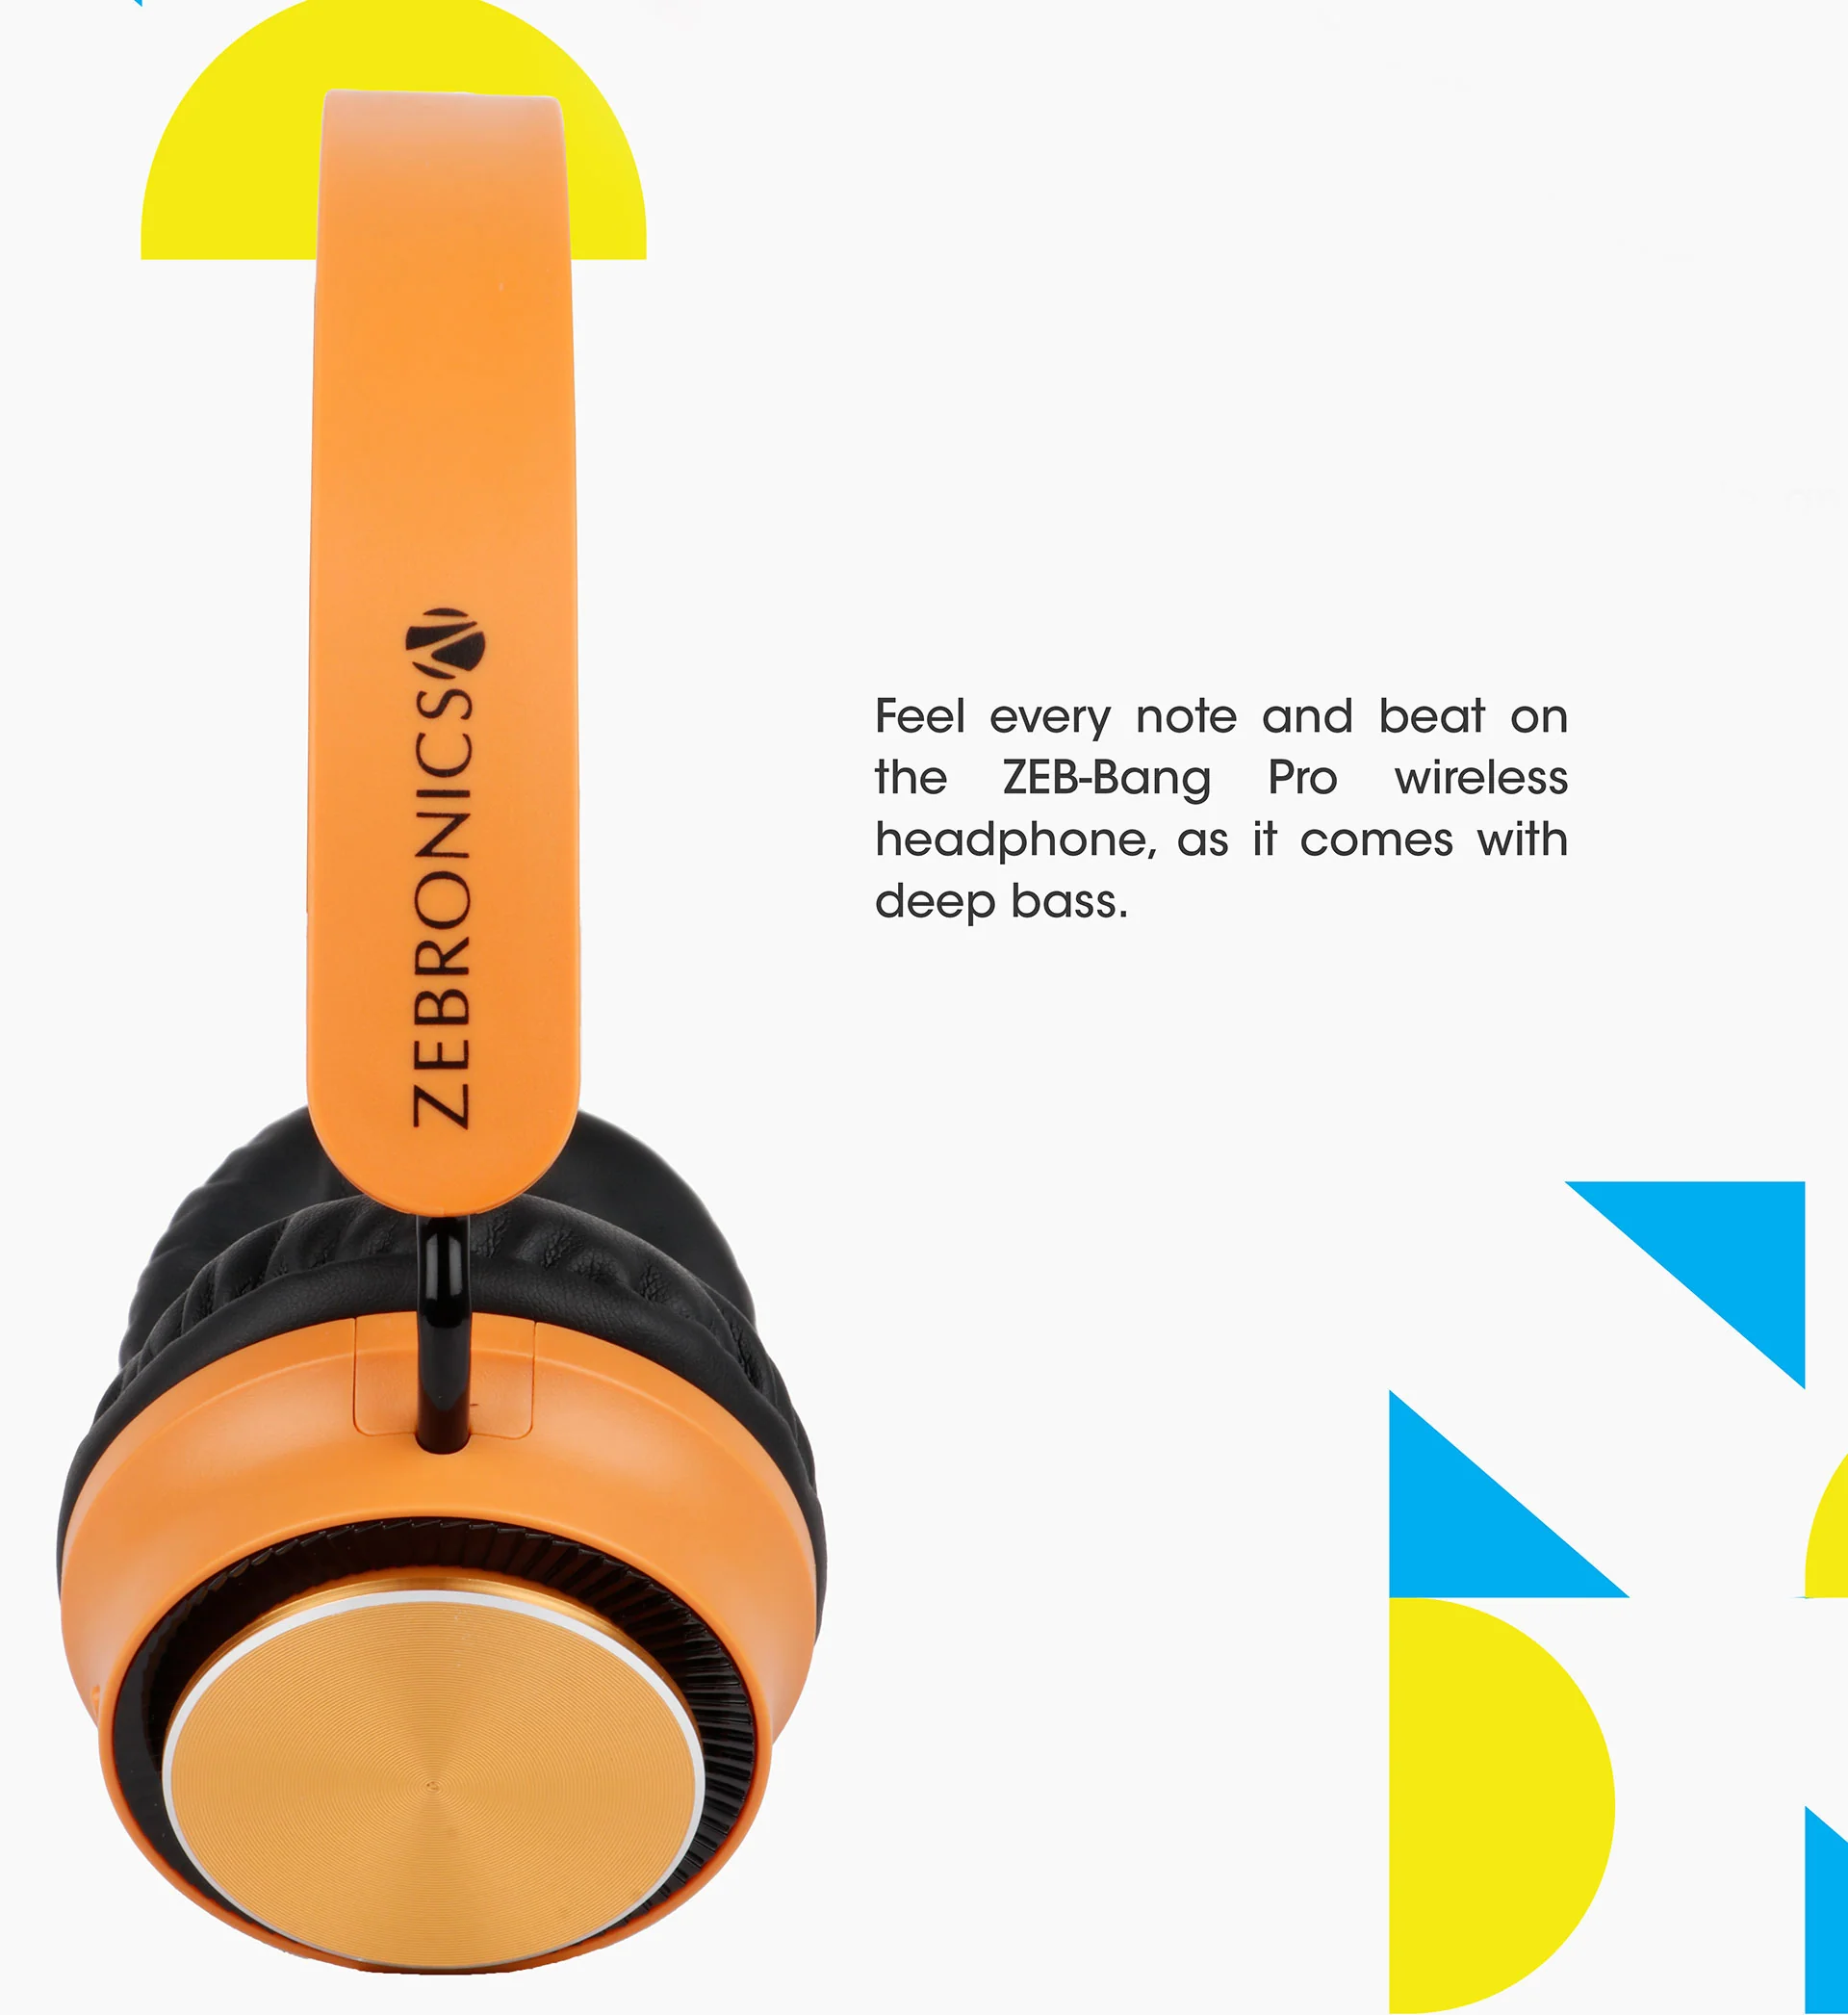 ZEBRONICS
Feel every note and beat on
the ZEB-Bang Pro wireless
headphone, as it comes with
deep bass.